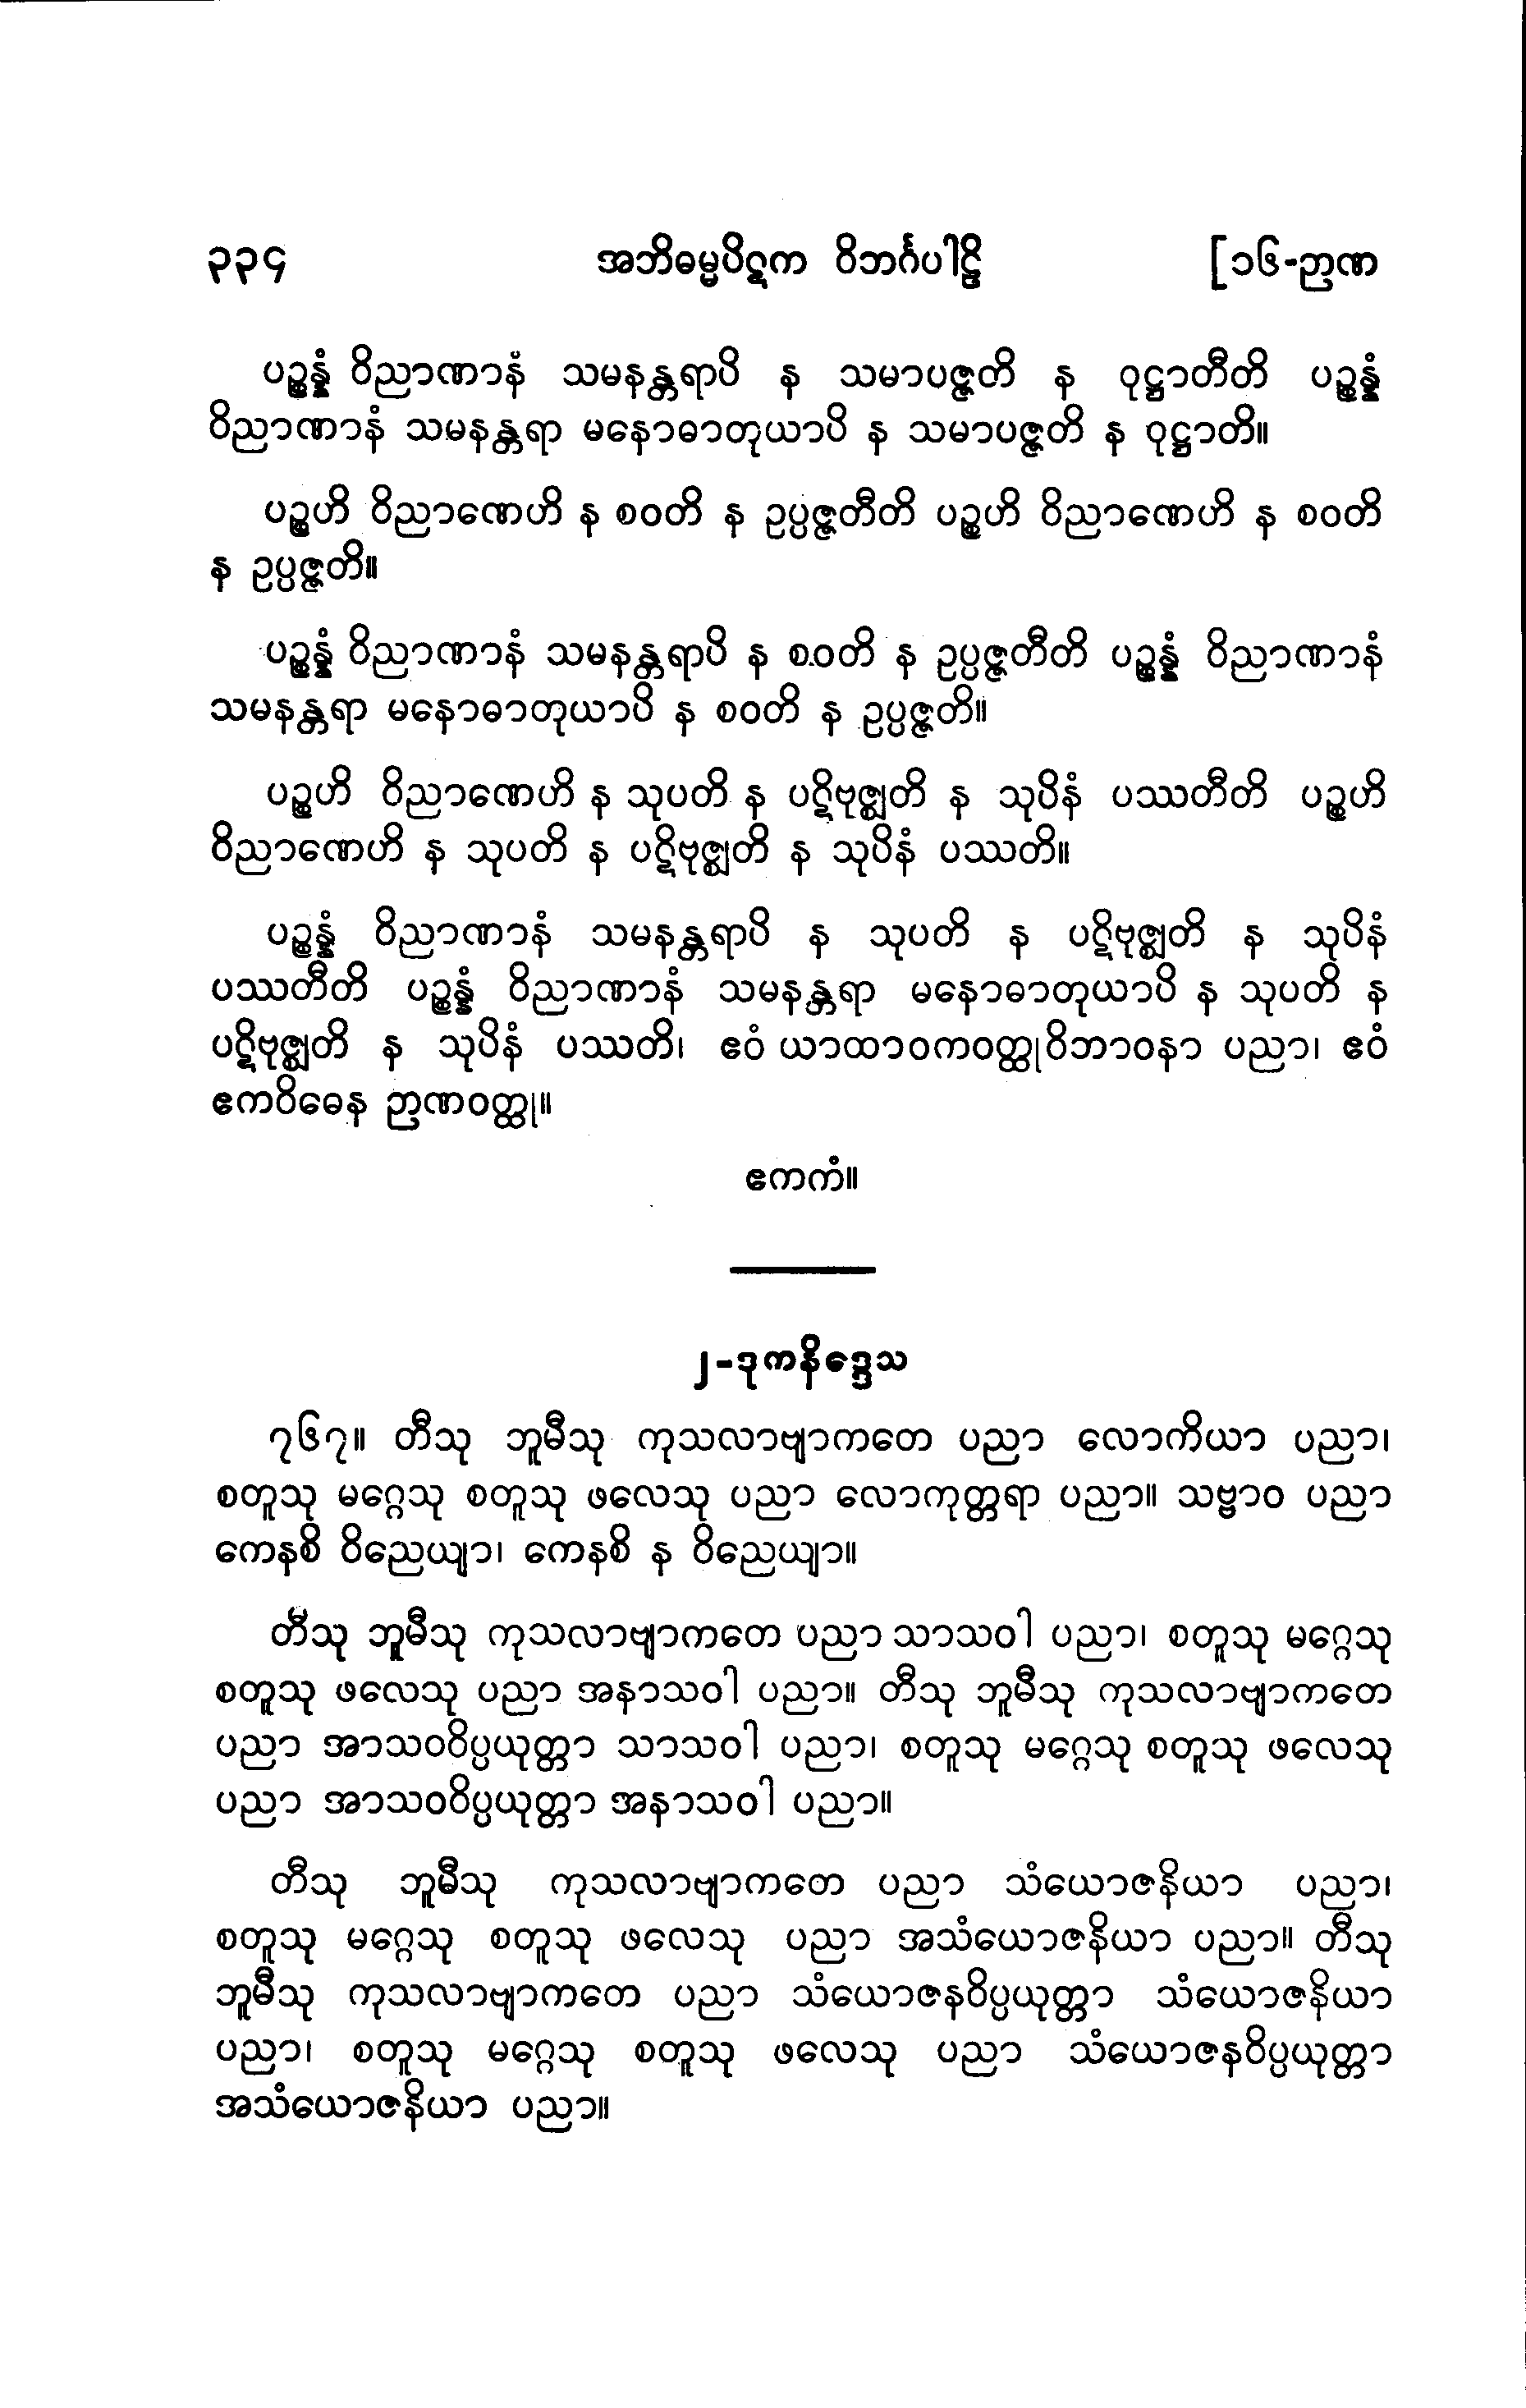 ၃၃၄ အဘိဓမ္မပိဋက ဝိဘင်္ဂပါဠိ [၁၆-ဉာဏ
ပဉ္စန္နံ ဝိညာဏာနံ သမနန္တရာပိ န သမာပဇ္ဇတိ န ဝုဋ္ဌာတီတိ ပဉ္စန္နံ
ဝိညာဏာနံ သမနန္တရာ မနောဓာတုယာပိ န သမာပဇ္ဇတိ န ဝုဋ္ဌာတိ။
ပဉ္စဟိ ဝိညာဏေဟိ န စဝတိ န ဥပ္ပဇ္ဇတီတိ ပဉ္စဟိ ဝိညာဏေဟိ န စဝတိ
န ဥပ္ပဇ္ဇတိ။
ပဉ္စန္နံ ဝိညာဏာနံ သမနန္တရာပိ န စဝတိ န ဥပ္ပဇ္ဇတီတိ ပဉ္စန္နံ ဝိညာဏာနံ
သမနန္တရာ မနောဓာတုယာပိ န စဝတိ န ဥပ္ပဇ္ဇတိ။
ပဉ္စဟိ ဝိညာဏေဟိ န သုပတိ န ပဋိဗုဇ္ဈတိ န သုပိနံ ပဿတီတိ ပဉ္စဟိ
ဝိညာဏေဟိ န သုပတိ န ပဋိဗုဇ္ဈတိ န သုပိနံ ပဿတိ။
ပဉ္စန္နံ ဝိညာဏာနံ သမနန္တရာပိ န သုပတိ န ပဋိဗုဇ္ဈတိ န သုပိနံ
ပဿတီတိ ပဉ္စန္နံ ဝိညာဏာနံ သမနန္တရာ မနောဓာတုယာပိ န သုပတိ န
ပဋိဗုဇ္ဈတိ န သုပိနံ ပဿတိ၊ ဧဝံ ယာထာဝကဝတ္ထုဝိဘာဝနာ ပညာ၊ ဧဝံ
ဧကဝိဓေန ဉာဏဝတ္ထု။
ဧကကံ။
၂-ဒုကနိဒ္ဒေသ
၇၆၇။ တီသု ဘူမီသု ကုသလာဗျာကတေ ပညာ လောကိယာ ပညာ၊
စတူသု မဂ္ဂေသု စတူသု ဖလေသု ပညာ လောကုတ္တရာ ပညာ။ သဗ္ဗာဝ ပညာ
ကေနစိ ဝိညေယျာ၊ ကေနစိ န ဝိညေယျာ။
တီသု ဘူမီသု ကုသလာဗျာကတေ ပညာ သာသဝါ ပညာ၊ စတူသု မဂ္ဂေသု
စတူသု ဖလေသု ပညာ အနာသဝါ ပညာ။ တီသု ဘူမီသု ကုသလာဗျာကတေ
ပညာ အာသဝဝိပ္ပယုတ္တာ သာသဝါ ပညာ၊ စတူသု မဂ္ဂေသု စတူသု ဖလေသု
ပညာ အာသဝဝိပ္ပယုတ္တာ အနာသဝါ ပညာ။
တီသု ဘူမီသု ကုသလာဗျာကတေ ပညာ သံယောဇနိယာ ပညာ၊
စတူသု မဂ္ဂေသု စတူသု ဖလေသု ပညာ အသံယောဇနိယာ ပညာ။ တီသု
ဘူမီသု ကုသလာဗျာကတေ ပညာ သံယောဇနဝိပ္ပယုတ္တာ သံယောဇနိယာ
ပညာ၊ စတူသု မဂ္ဂေသု စတူသု ဖလေသု ပညာ သံယောဇနဝိပ္ပယုတ္တာ
အသံယောဇနိယာ ပညာ။